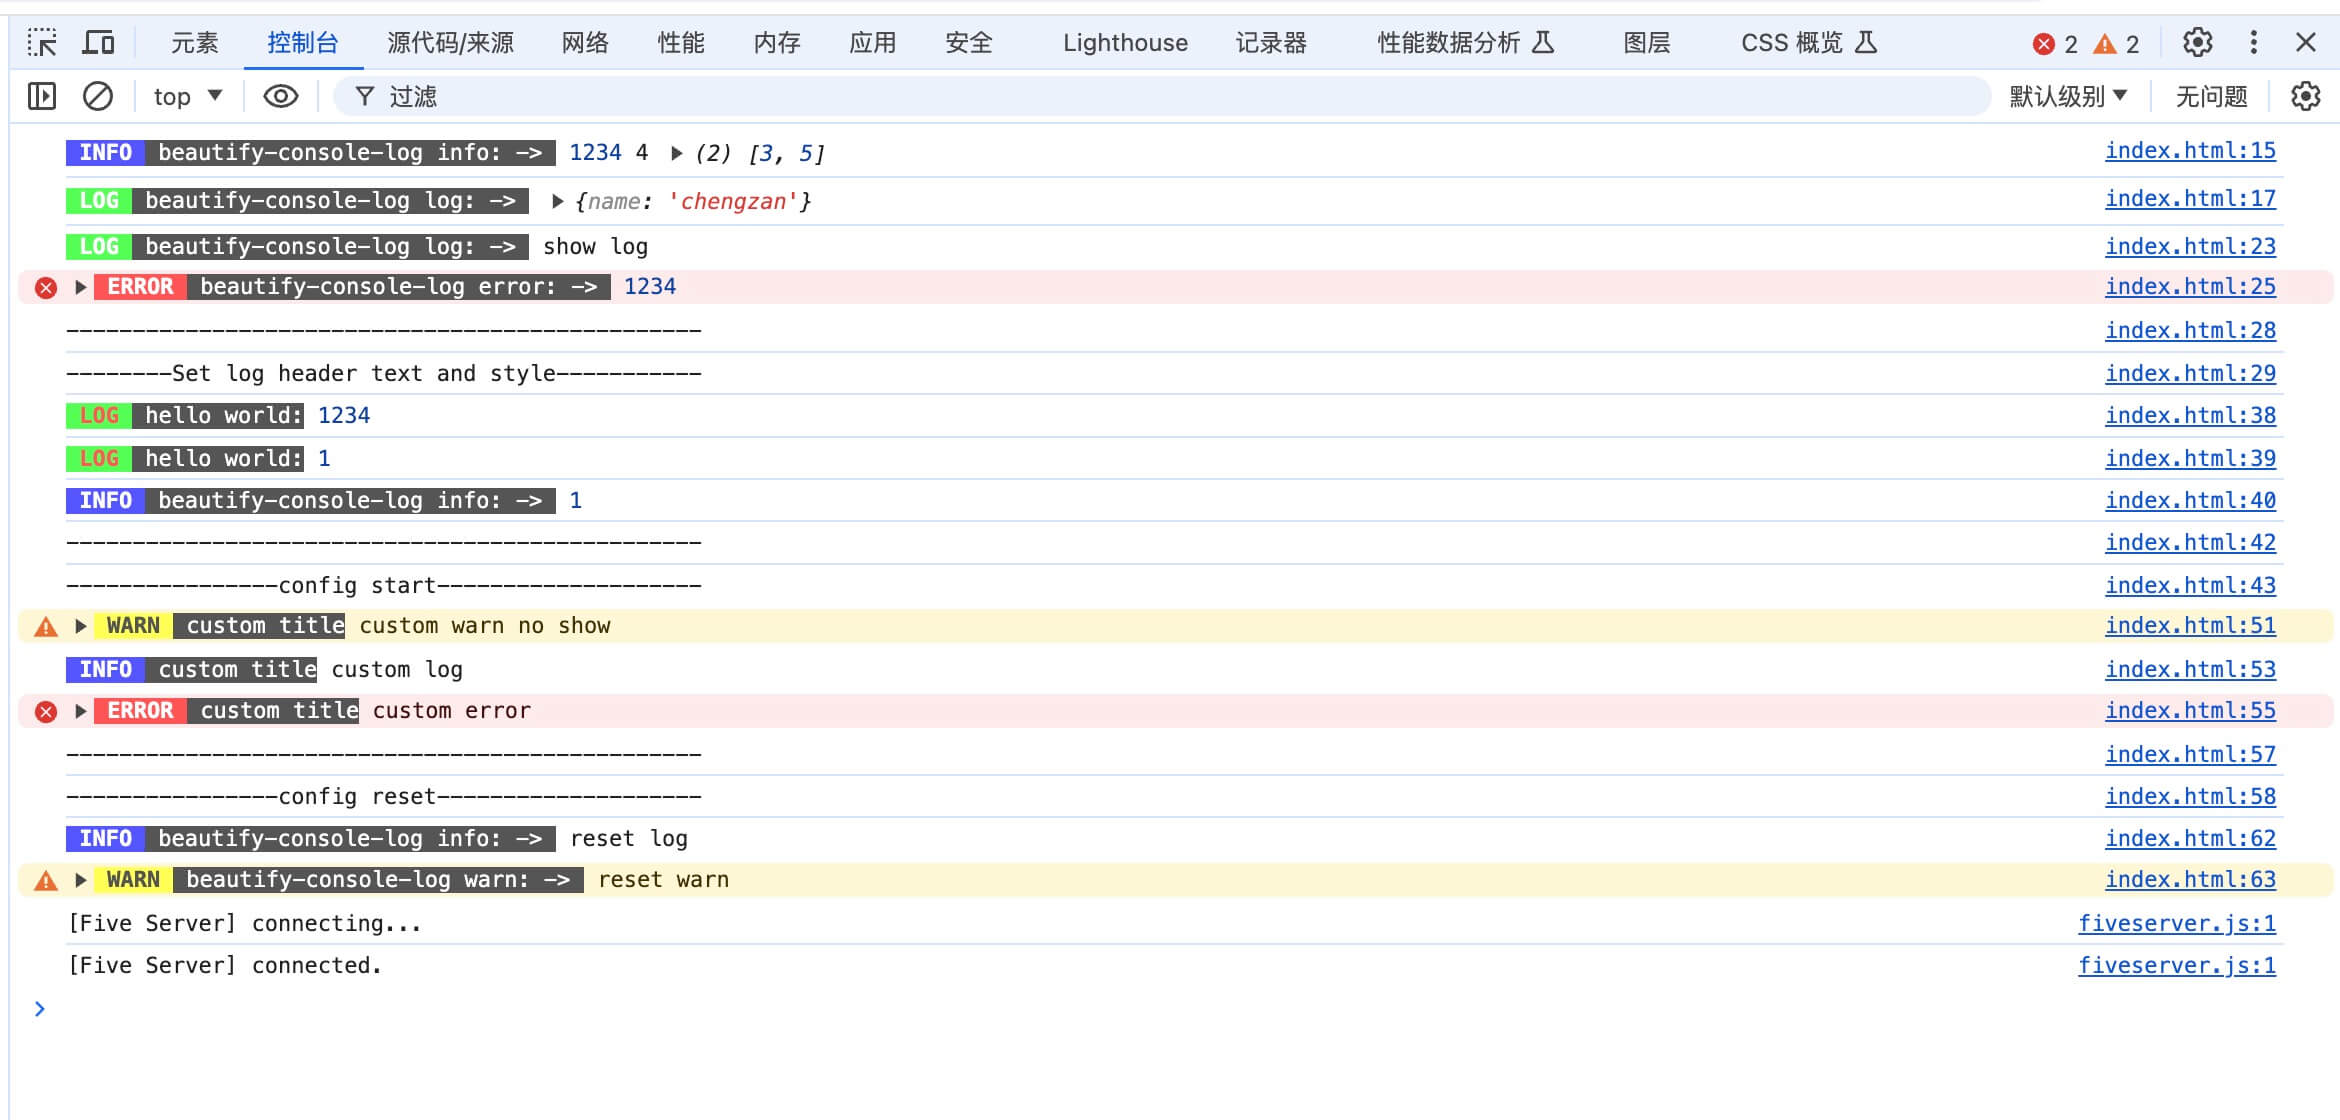 元素 控制台 源代码/来源 网络 性能 内存 应用 安全 Lighthouse 记录器 性能数据分析 图层 CSS 概览 2 2
top 过滤 默认级别 无问题
INFO beautify-console-log info: -> 1234 4 (2) [3, 5] index.html:15
LOG beautify-console-log log: -> {name: 'chengzan'} index.html:17
LOG beautify-console-log log: -> show log index.html:23
ERROR beautify-console-log error: -> 1234 index.html:25
------------------------------------------------ index.html:28
--------Set log header text and style----------- index.html:29
LOG hello world: 1234 index.html:38
LOG hello world: 1 index.html:39
INFO beautify-console-log info: -> 1 index.html:40
------------------------------------------------ index.html:42
----------------config start-------------------- index.html:43
WARN custom title custom warn no show index.html:51
INFO custom title custom log index.html:53
ERROR custom title custom error index.html:55
------------------------------------------------ index.html:57
----------------config reset-------------------- index.html:58
INFO beautify-console-log info: -> reset log index.html:62
WARN beautify-console-log warn: -> reset warn index.html:63
[Five Server] connecting... fiveserver.js:1
[Five Server] connected. fiveserver.js:1